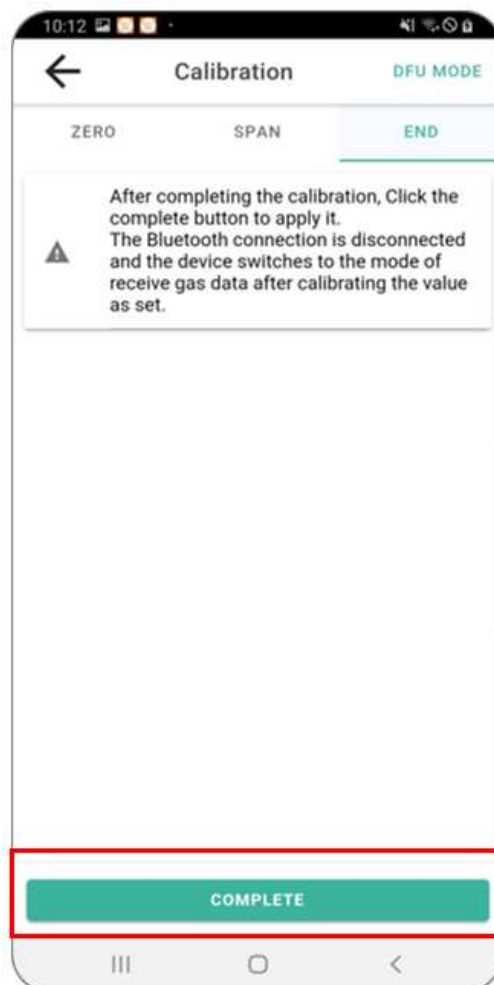 10:12
Calibration
DFU MODE
ZERO
SPAN
END
After completing the calibration, Click the
complete button to apply it.
The Bluetooth connection is disconnected
and the device switches to the mode of
receive gas data after calibrating the value
as set.
COMPLETE